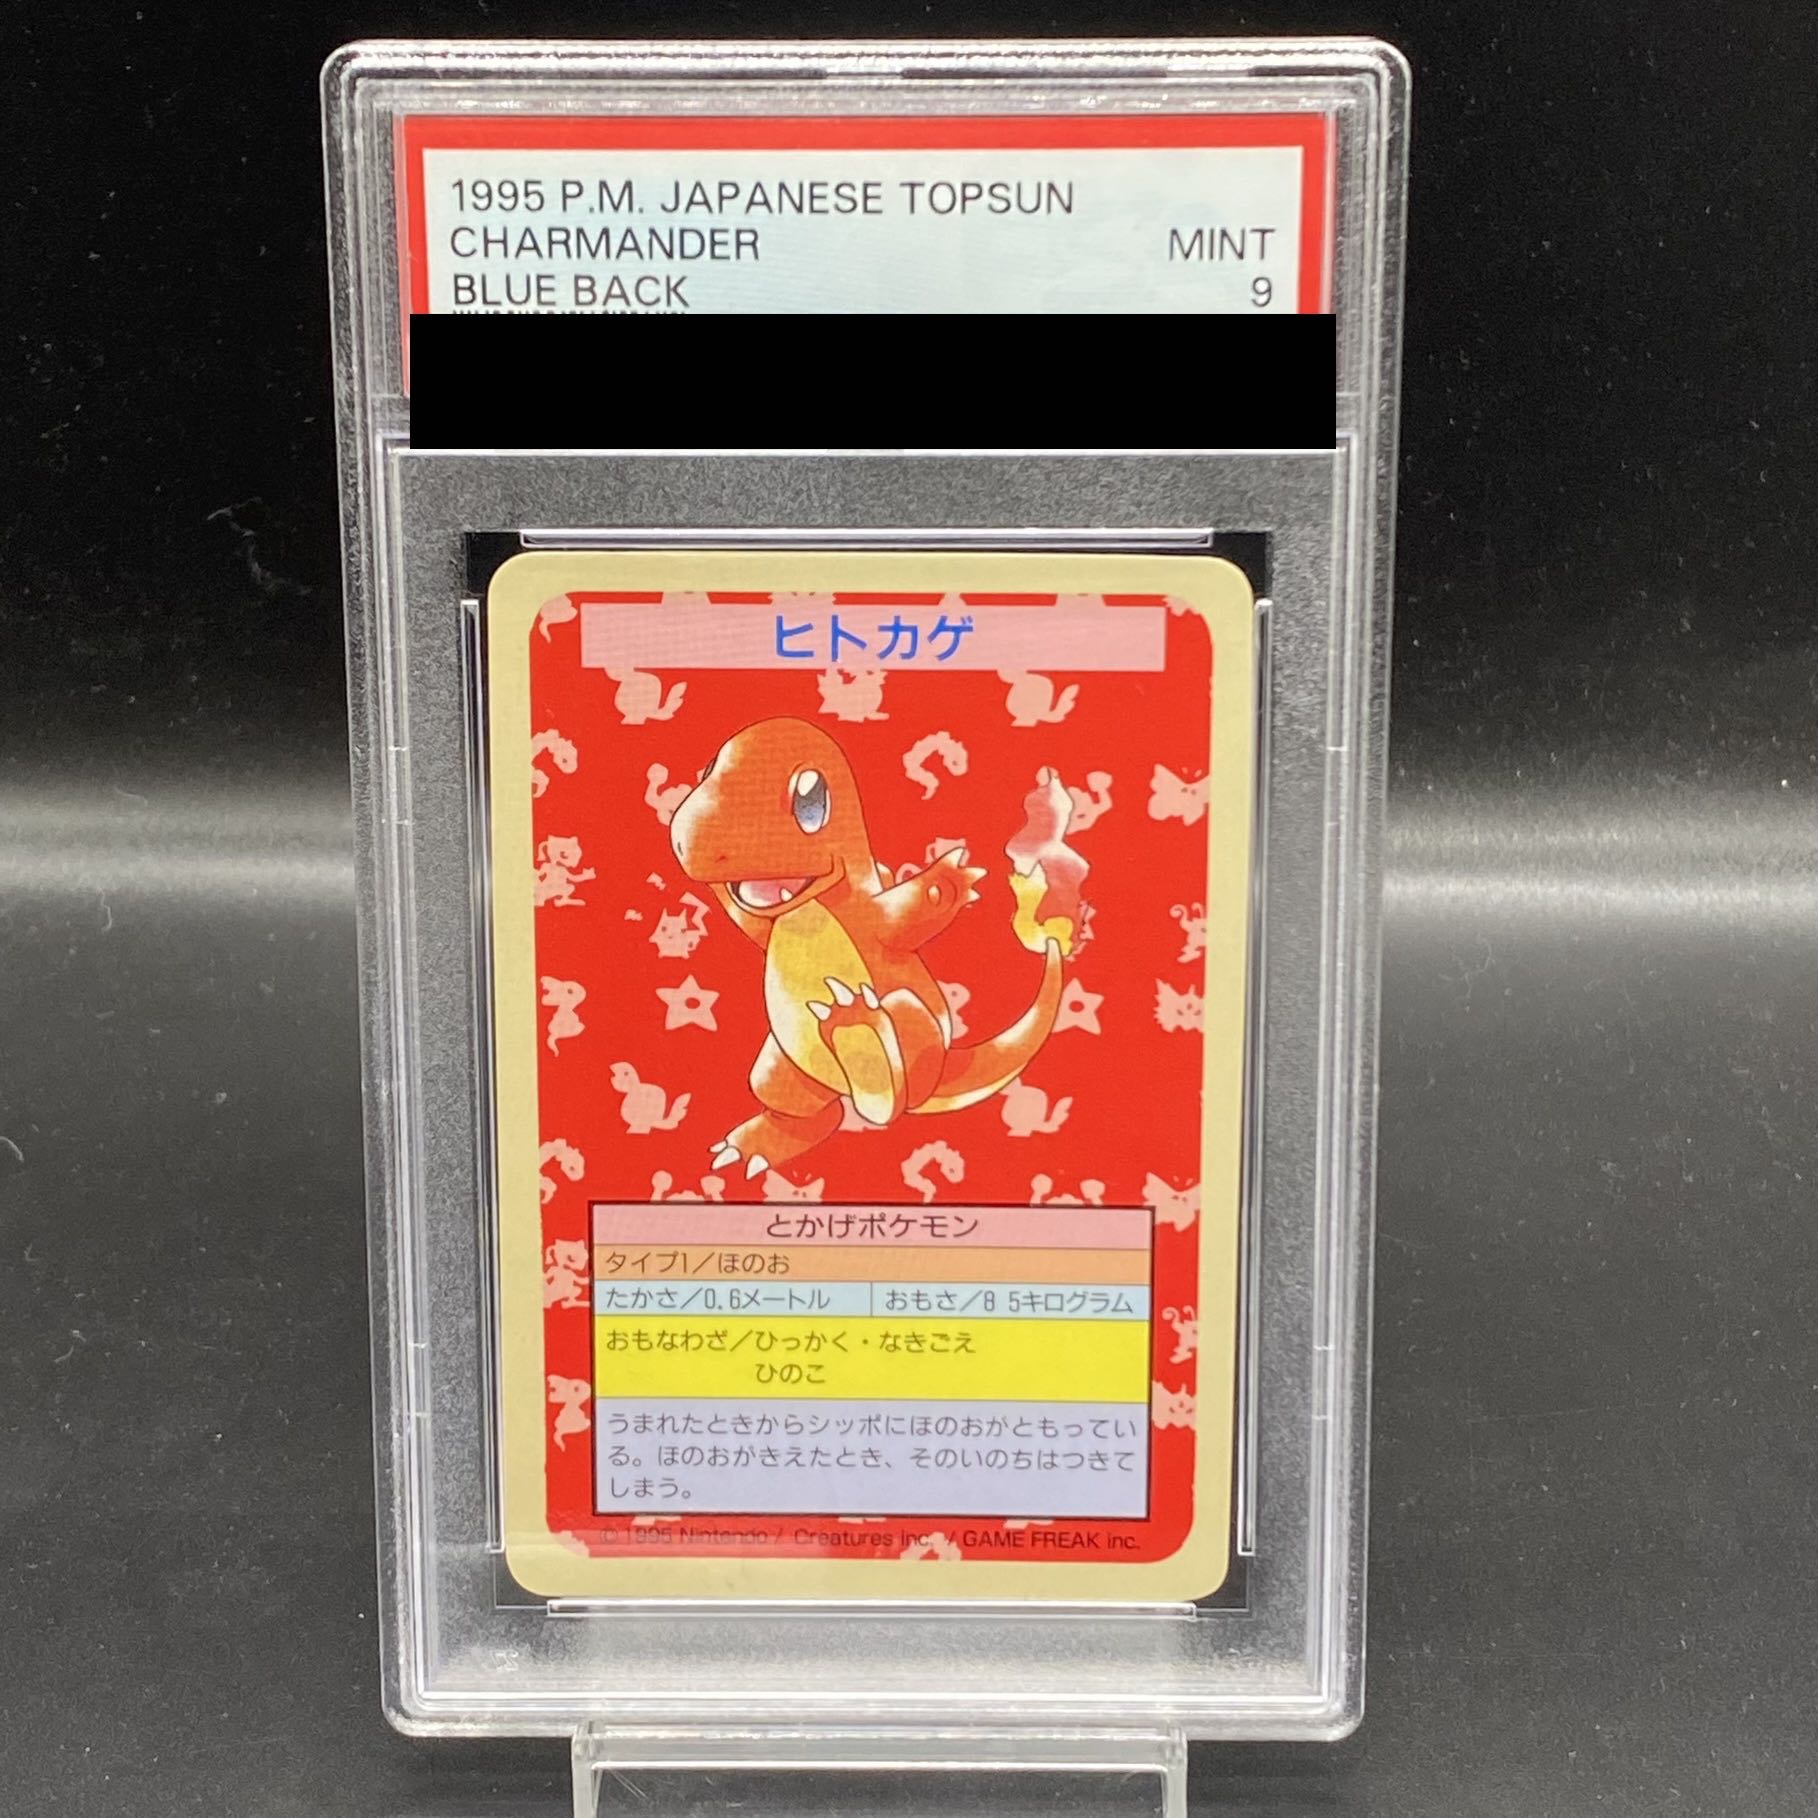 1995 P.M. JAPANESE TOPSUN
CHARMANDER MINT
BLUE BACK 9
ヒトカゲ
とかげポケモン
タイプ1／ほのお
たかさ／0.6メートル おもさ／8 5キログラム
おもなわざ／ひっかく・なきごえ
ひのこ
うまれたときからシッポにほのおがともってい
る。ほのおがきえたとき、そのいのちはつきて
しまう。
© 1995 Nintendo / Creatures inc. / GAME FREAK inc.